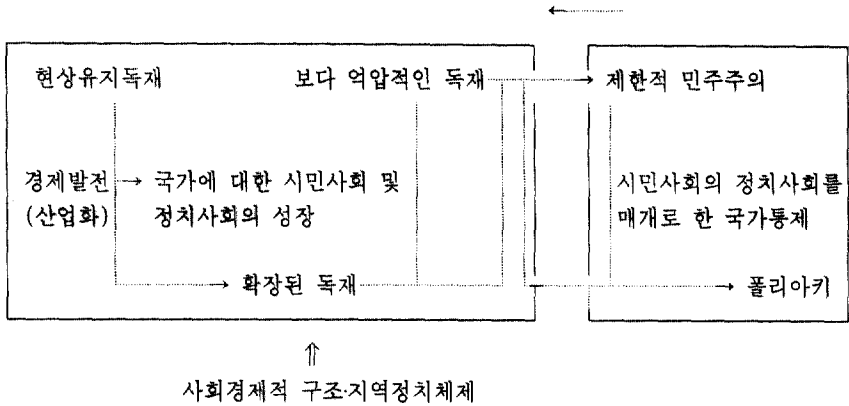 현상유지독재 보다 억압적인 독재 제한적 민주주의
경제발전 국가에 대한 시민사회 및 시민사회의 정치사회를
(산업화) 정치사회의 성장 매개로 한 국가통제
확장된 독재 폴리아키
사회경재적 구조·지역정치체제